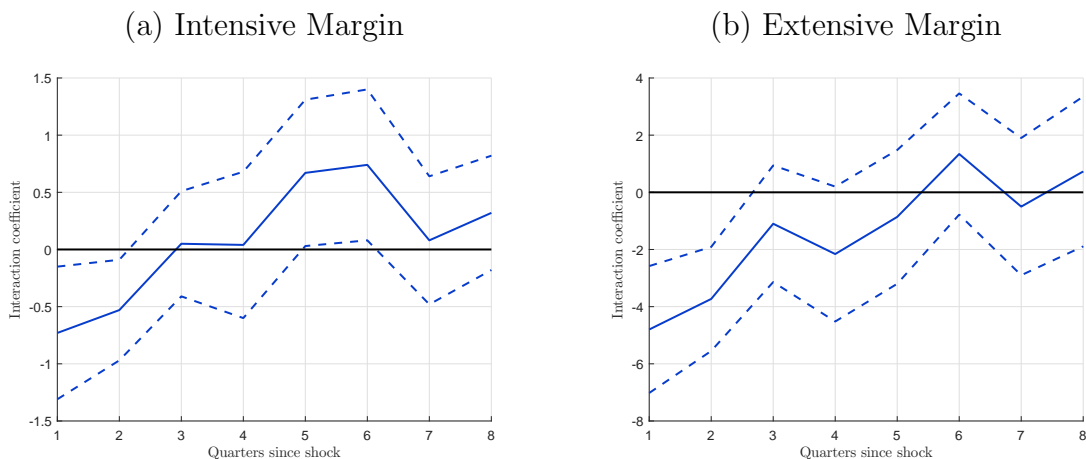 (a) Intensive Margin
1.5
1
0.5
0
-0.5
-1
-1.5
Interaction coefficient
1 2 3 4 5 6 7 8
Quarters since shock
(b) Extensive Margin
4
2
0
-2
-4
-6
-8
Interaction coefficient
1 2 3 4 5 6 7 8
Quarters since shock